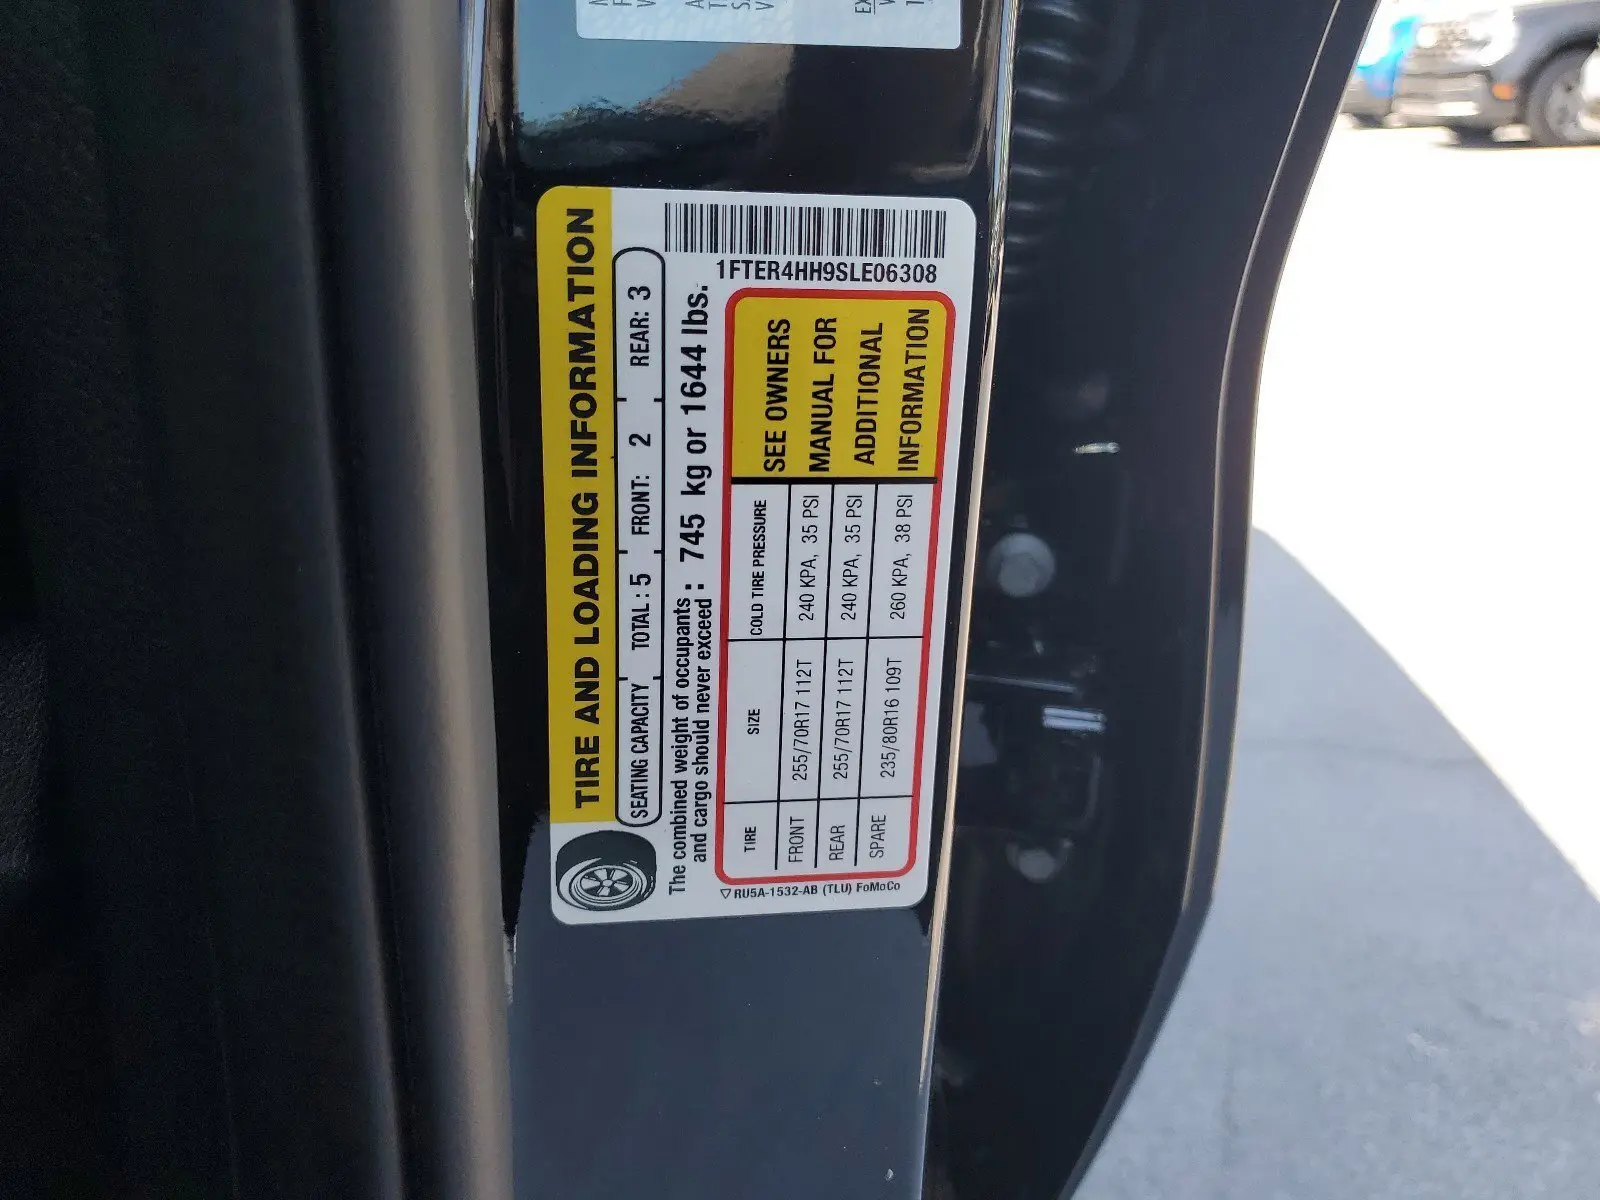 TIRE AND LOADING INFORMATION
SEATING CAPACITY TOTAL : 5 FRONT: 2 REAR: 3
The combined weight of occupants
and cargo should never exceed : 745 kg or 1644 lbs.
1FTER4HH9SLE06308
TIRE SIZE COLD TIRE PRESSURE
FRONT 255/70R17 112T 240 KPA, 35 PSI
REAR 255/70R17 112T 240 KPA, 35 PSI
SPARE 235/80R16 109T 260 KPA, 38 PSI
SEE OWNERS
MANUAL FOR
ADDITIONAL
INFORMATION
RU5A-1532-AB (TLU) FoMoCo